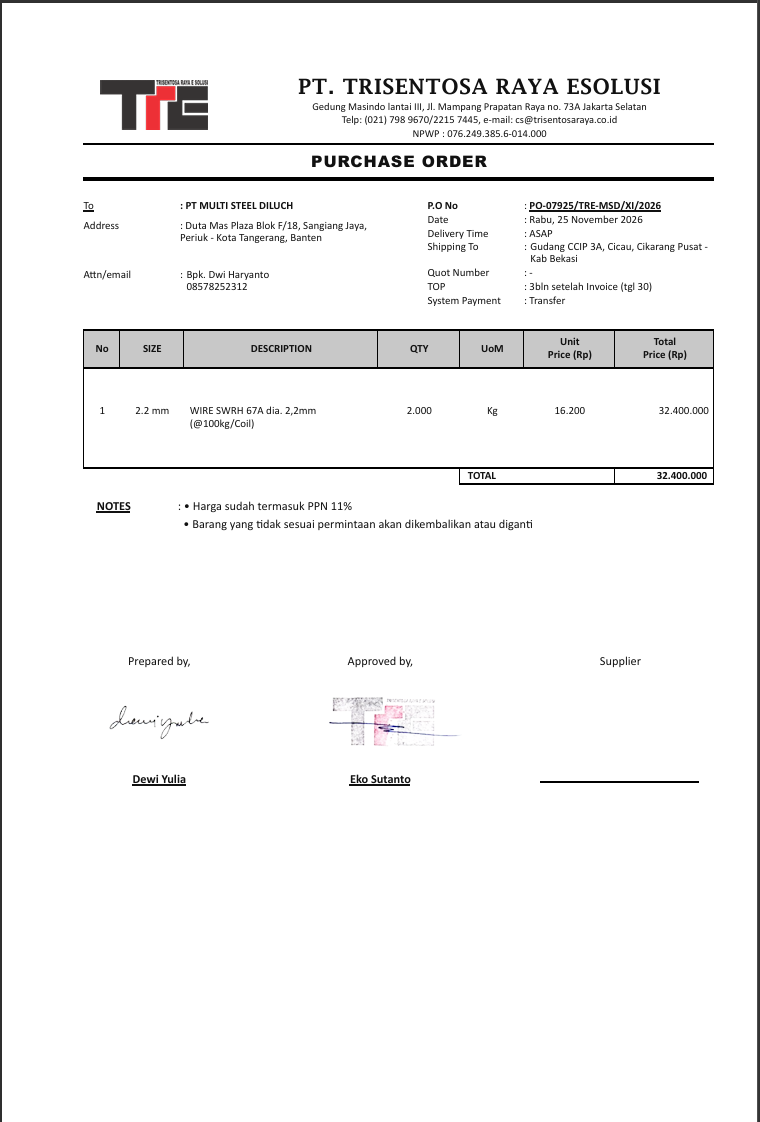 TRISENTOSA RAYA E SOLUSI
TRE
PT. TRISENTOSA RAYA ESOLUSI
Gedung Masindo lantai III, Jl. Mampang Prapatan Raya no. 73A Jakarta Selatan
Telp: (021) 798 9670/2215 7445, e-mail: cs@trisentosaraya.co.id
NPWP : 076.249.385.6-014.000
PURCHASE ORDER
To : PT MULTI STEEL DILUCH
Address : Duta Mas Plaza Blok F/18, Sangiang Jaya,
Periuk - Kota Tangerang, Banten
Attn/email : Bpk. Dwi Haryanto
08578252312
P.O No : PO-07925/TRE-MSD/XI/2026
Date : Rabu, 25 November 2026
Delivery Time : ASAP
Shipping To : Gudang CCIP 3A, Cicau, Cikarang Pusat -
Kab Bekasi
Quot Number : -
TOP : 3bln setelah Invoice (tgl 30)
System Payment : Transfer
No SIZE DESCRIPTION QTY UoM Unit Price (Rp) Total Price (Rp)
1 2.2 mm WIRE SWRH 67A dia. 2,2mm 2.000 Kg 16.200 32.400.000
(@100kg/Coil)
TOTAL 32.400.000
NOTES : • Harga sudah termasuk PPN 11%
• Barang yang tidak sesuai permintaan akan dikembalikan atau diganti
Prepared by, Approved by, Supplier
Dewi Yulia Eko Sutanto